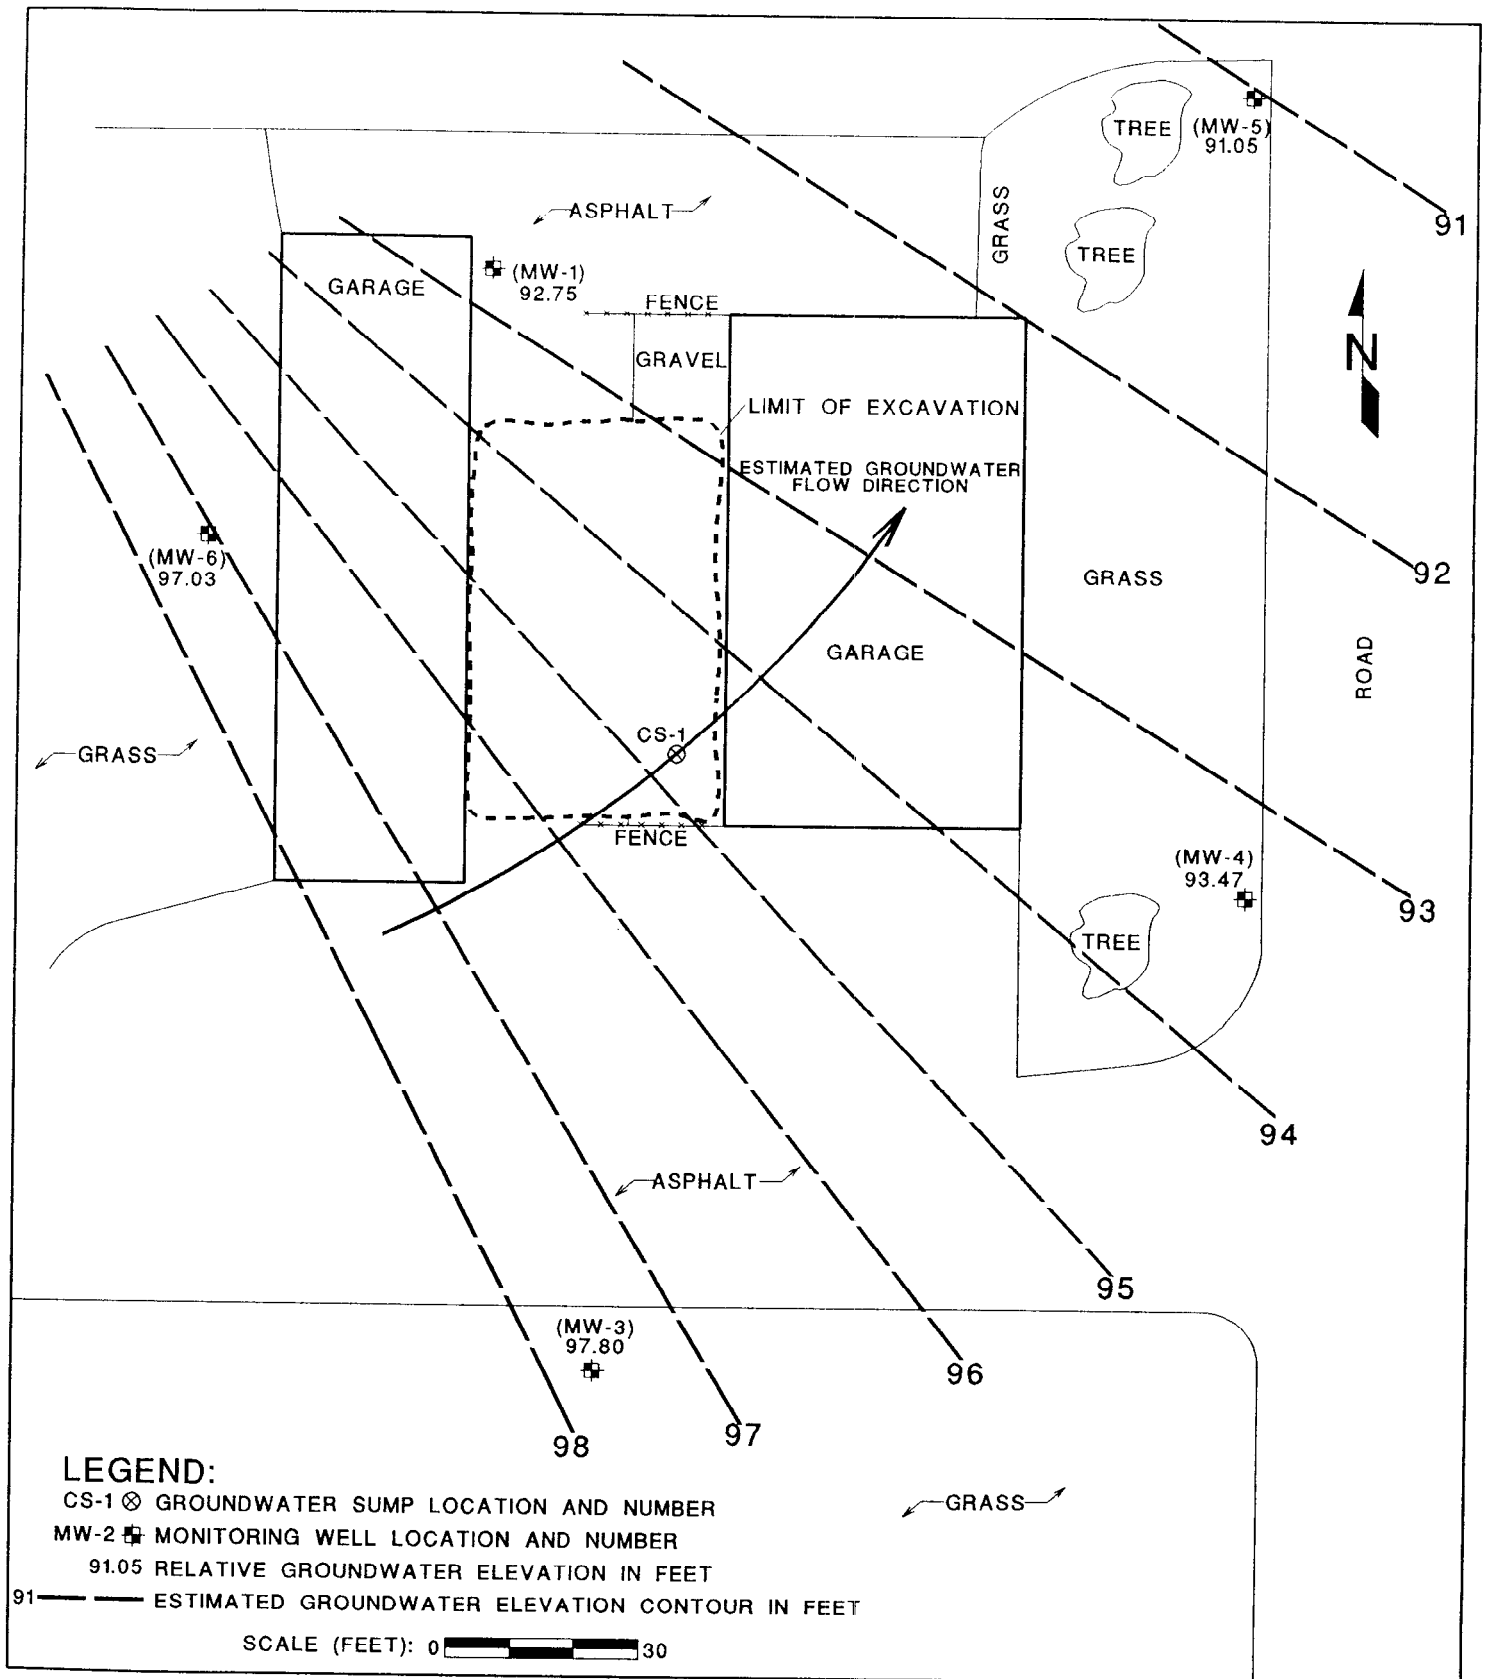 TREE
(MW-5)
91.05
GRASS
ASPHALT
91
TREE
GARAGE
(MW-1)
92.75
FENCE
N
GRAVEL
LIMIT OF EXCAVATION
ESTIMATED GROUNDWATER
FLOW DIRECTION
(MW-6)
97.03
GRASS
92
GARAGE
ROAD
CS-1
GRASS
FENCE
(MW-4)
93.47
93
TREE
94
ASPHALT
95
(MW-3)
97.80
96
97
98
LEGEND:
CS-1 GROUNDWATER SUMP LOCATION AND NUMBER
GRASS
MW-2 MONITORING WELL LOCATION AND NUMBER
91.05 RELATIVE GROUNDWATER ELEVATION IN FEET
91 ESTIMATED GROUNDWATER ELEVATION CONTOUR IN FEET
SCALE (FEET): 0 30